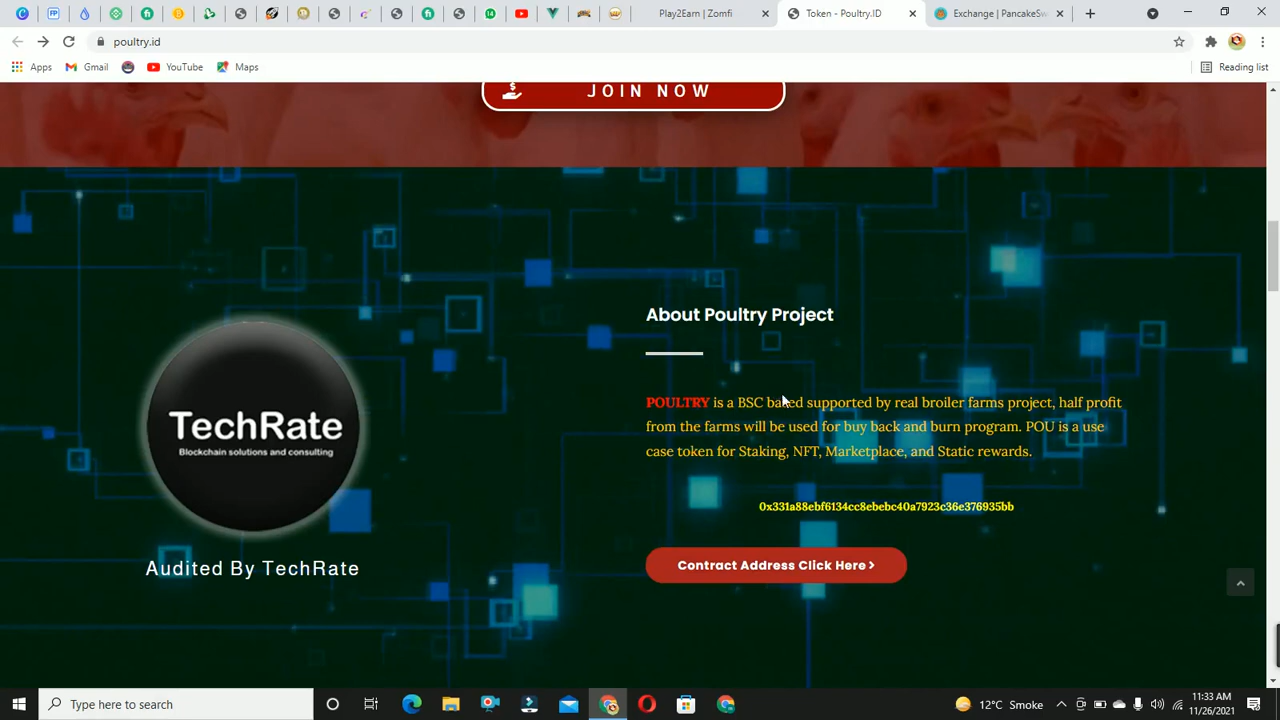 Play2Earn | Zomfi
Token - Poultry.ID
Exchange | PancakeSw
poultry.id
Apps
Gmail
YouTube
Maps
Reading list
JOIN NOW
About Poultry Project
POULTRY is a BSC bated supported by real broiler farms project, half profit
from the farms will be used for buy back and burn program. POU is a use
case token for Staking, NFT, Marketplace, and Static rewards.
0x331a88ebf6134cc8ebebc40a7923c36e376935bb
Contract Address Click Here >
TechRate
Blockchain solutions and consulting
Audited By TechRate
Type here to search
12°C Smoke
11:33 AM
11/26/2021